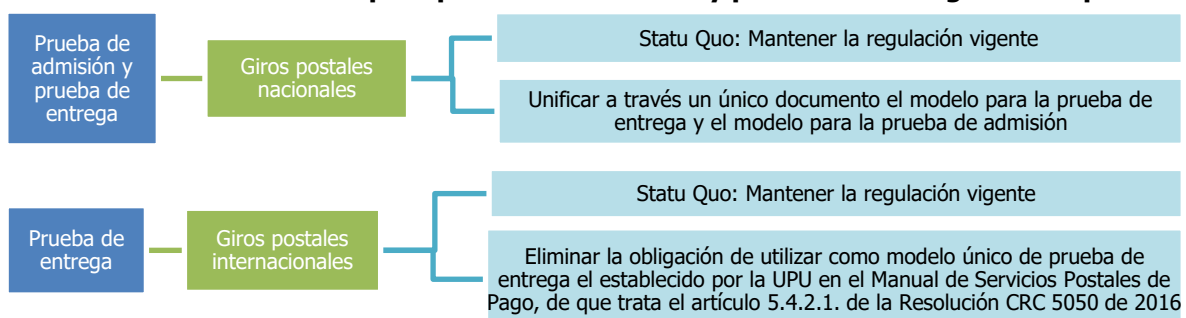 Prueba de
admisión y
prueba de
entrega
Giros postales
nacionales
Statu Quo: Mantener la regulación vigente
Unificar a través un único documento el modelo para la prueba de
entrega y el modelo para la prueba de admisión
Prueba de
entrega
Giros postales
internacionales
Statu Quo: Mantener la regulación vigente
Eliminar la obligación de utilizar como modelo único de prueba de
entrega el establecido por la UPU en el Manual de Servicios Postales de
Pago, de que trata el artículo 5.4.2.1. de la Resolución CRC 5050 de 2016